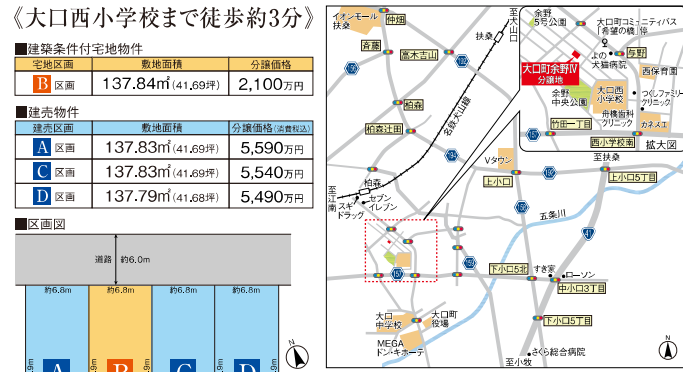 《大口西小学校まで徒歩約3分》
■建築条件付宅地物件
宅地区画 敷地面積 分譲価格
B 区画 137.84㎡(41.69坪) 2,100万円
■建売物件
建売区画 敷地面積 分譲価格(消費税込)
A 区画 137.83㎡(41.69坪) 5,590万円
C 区画 137.83㎡(41.69坪) 5,540万円
D 区画 137.79㎡(41.68坪) 5,490万円
■区画図
道路 約6.0m
約6.8m 約6.8m 約6.8m 約6.8m
A B C D
N
イオンモール
扶桑
仲畑
斉藤
高木吉山
扶桑
至犬山口
名鉄犬山線
柏森
柏森辻田
柏森
至江南
スギ
ドラッグ
セブン
イレブン
Vタウン
上小口
至扶桑
上小口5丁目
五条川
41
157
下小口5北
すき家
ローソン
中小口3丁目
下小口5丁目
大口
中学校
大口町
役場
MEGA
ドン・キホーテ
さくら総合病院
至小牧
N
余野
5号公園
大口町コミュニティバス
「希望の橋」停
よの
犬猫病院
与野
大口町余野Ⅳ
分譲地
余野
中央公園
大口西
小学校
西保育園
つくしファミリー
クリニック
舟橋歯科
クリニック
カネスエ
竹田一丁目
西小学校南
拡大図